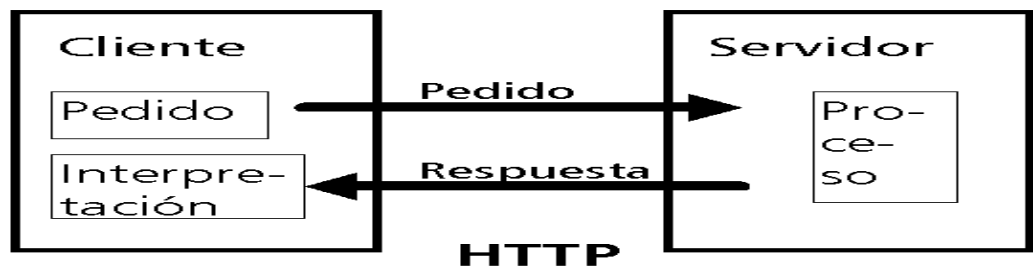 Cliente
Pedido
Interpre-
tación
Pedido
Respuesta
HTTP
Servidor
Pro-
ce-
so